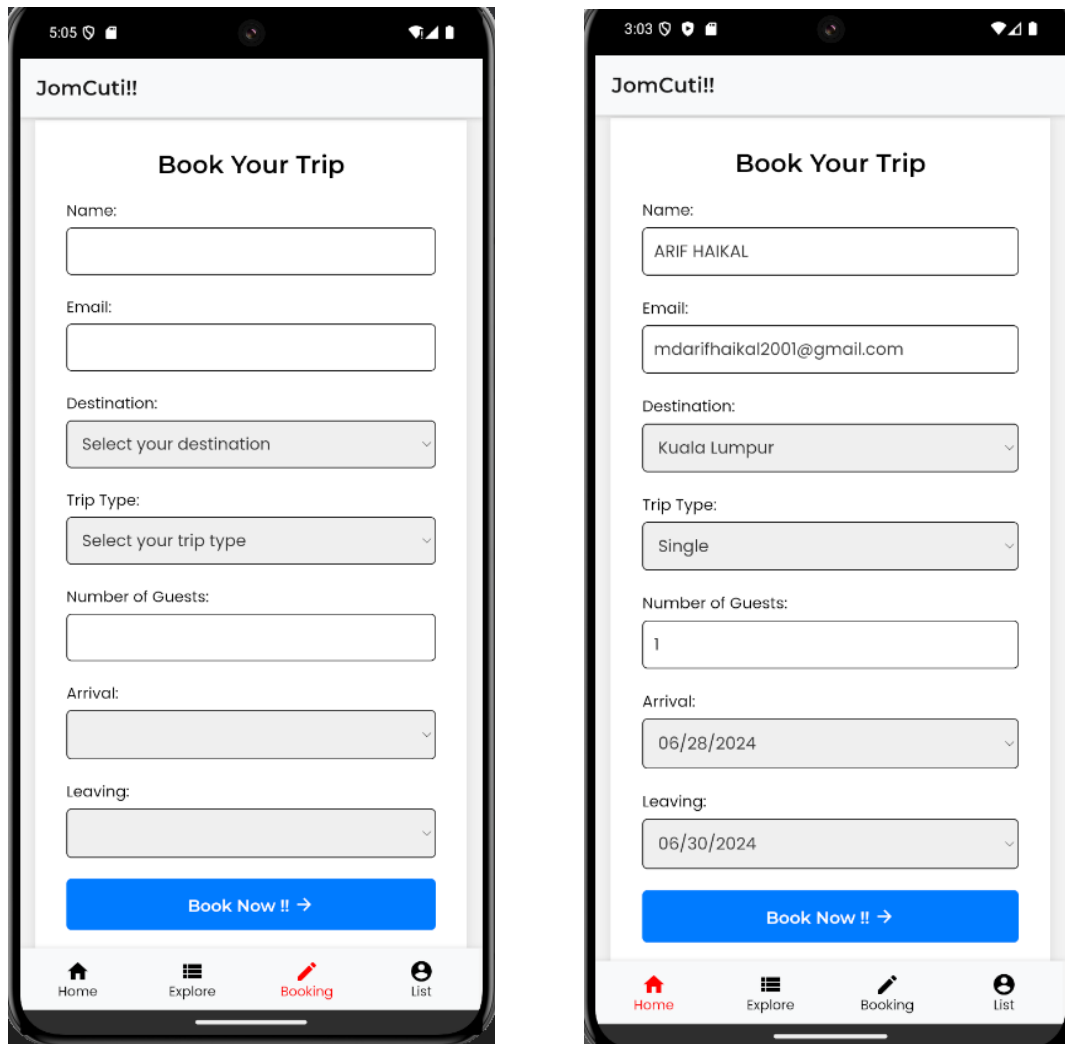 5:05
JomCuti!!
Book Your Trip
Name:
Email:
Destination:
Select your destination
Trip Type:
Select your trip type
Number of Guests:
Arrival:
Leaving:
Book Now !! →
Home Explore Booking List
3:03
JomCuti!!
Book Your Trip
Name:
ARIF HAIKAL
Email:
mdarifhaikal2001@gmail.com
Destination:
Kuala Lumpur
Trip Type:
Single
Number of Guests:
1
Arrival:
06/28/2024
Leaving:
06/30/2024
Book Now !! →
Home Explore Booking List